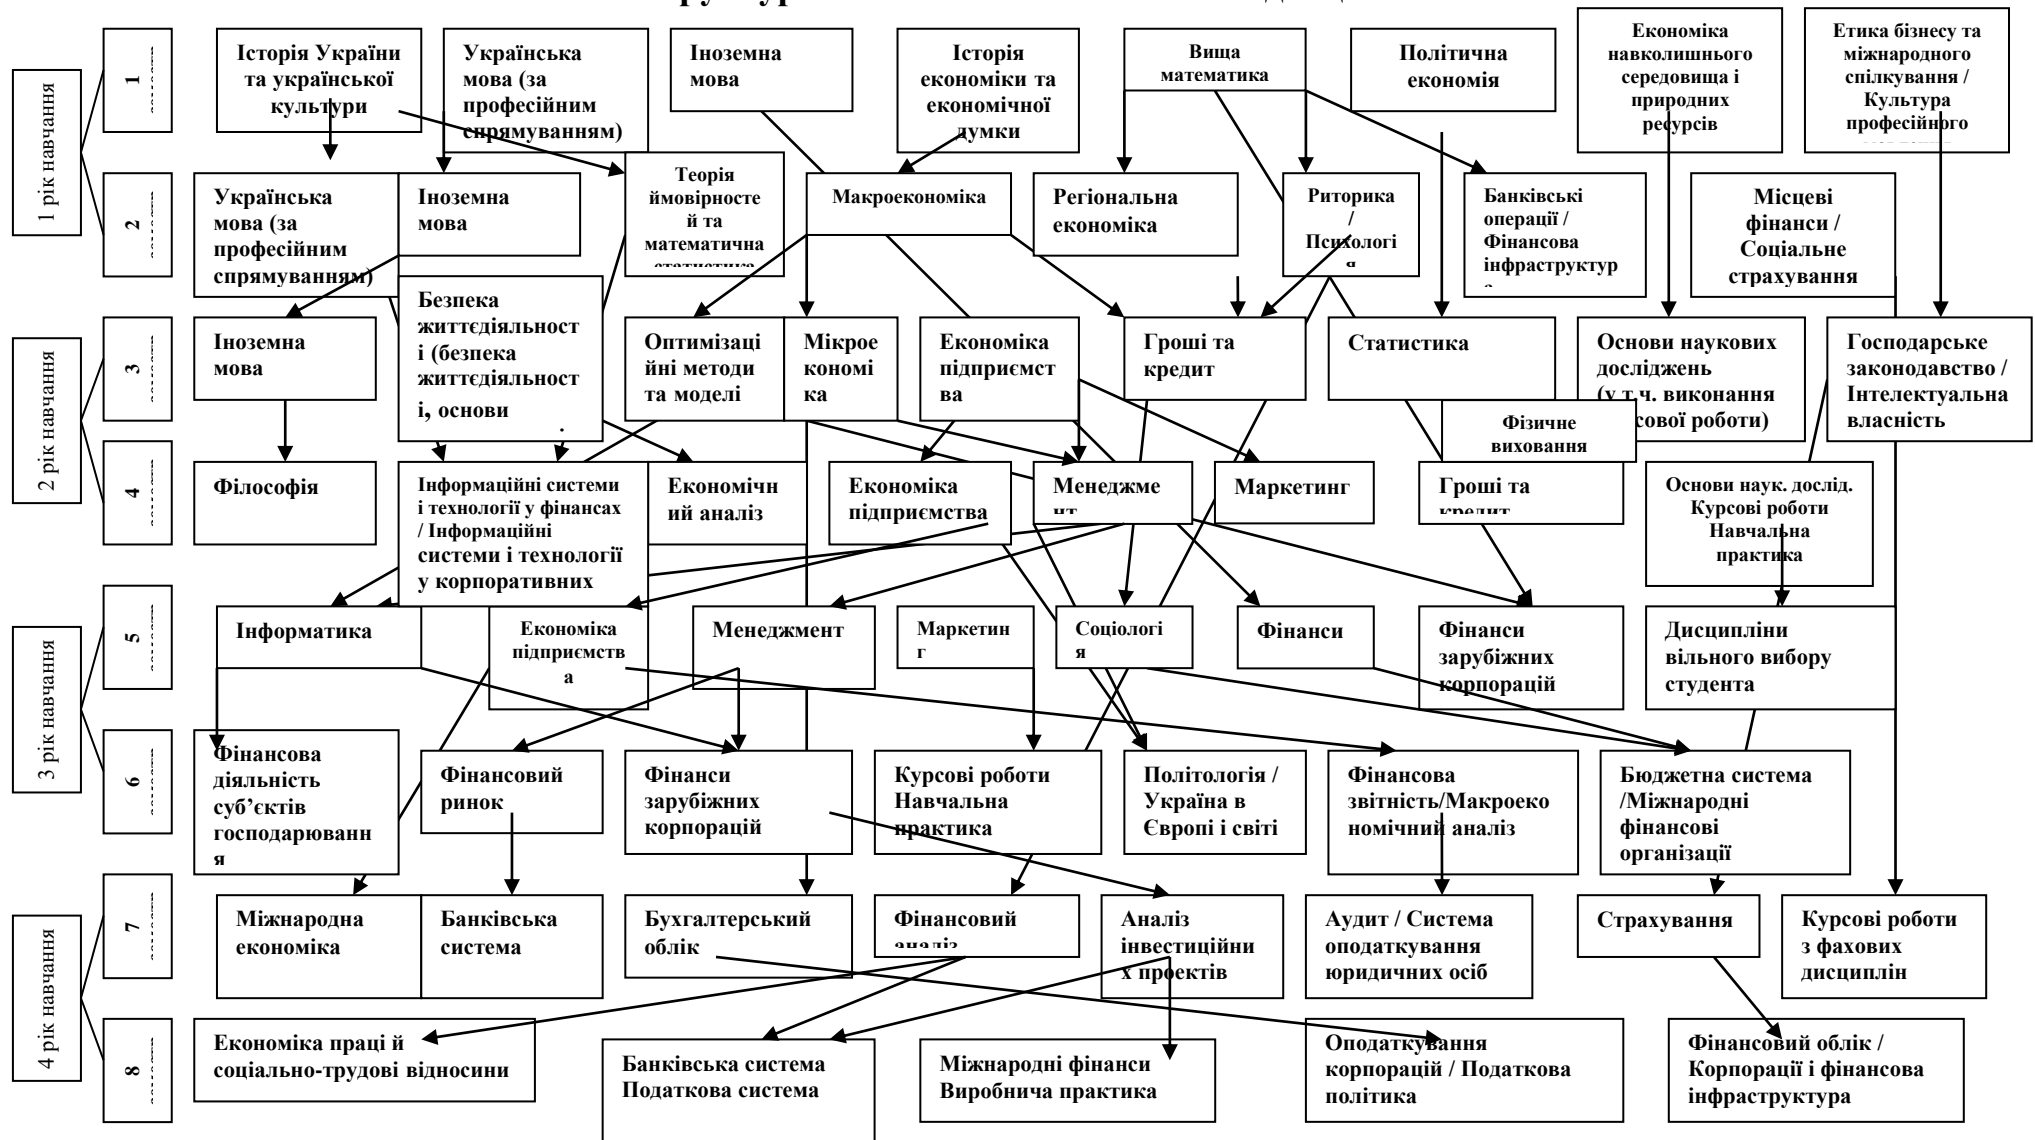 1 рік навчання
1
Історія України
та української
культури
Українська
мова (за
професійним
спрямуванням)
Іноземна
мова
Історія
економіки та
економічної
думки
Вища
математика
Політична
економія
Економіка
навколишнього
середовища і
природних
ресурсів
Етика бізнесу та
міжнародного
спілкування /
Культура
професійного
2
Українська
мова (за
професійним
спрямуванням)
Іноземна
мова
Теорія
ймовірносте
й та
математична
статистика
Макроекономіка
Регіональна
економіка
Риторика
/
Психологі
я
Банківські
операції /
Фінансова
інфраструктур
а
Місцеві
фінанси /
Соціальне
страхування
2 рік навчання
3
Іноземна
мова
Безпека
життєдіяльност
і (безпека
життєдіяльност
і, основи
Оптимізаці
йні методи
та моделі
Мікрое
кономі
ка
Економіка
підприємст
ва
Гроші та
кредит
Статистика
Основи наукових
досліджень
(у т.ч. виконання
сової роботи)
Господарське
законодавство /
Інтелектуальна
власність
Фізичне
виховання
4
Філософія
Інформаційні системи
і технології у фінансах
/ Інформаційні
системи і технології
у корпоративних
Економічн
ий аналіз
Економіка
підприємства
Менеджме
нт
Маркетинг
Гроші та
кредит
Основи наук. дослід.
Курсові роботи
Навчальна
практика
3 рік навчання
5
Інформатика
Економіка
підприємств
а
Менеджмент
Маркетин
г
Соціологі
я
Фінанси
Фінанси
зарубіжних
корпорацій
Дисципліни
вільного вибору
студента
6
Фінансова
діяльність
суб’єктів
господарюванн
я
Фінансовий
ринок
Фінанси
зарубіжних
корпорацій
Курсові роботи
Навчальна
практика
Політологія /
Україна в
Європі і світі
Фінансова
звітність/Макроеко
номічний аналіз
Бюджетна система
/Міжнародні
фінансові
організації
4 рік навчання
7
Міжнародна
економіка
Банківська
система
Бухгалтерський
облік
Фінансовий
аналіз
Аналіз
інвестиційни
х проектів
Аудит / Система
оподаткування
юридичних осіб
Страхування
Курсові роботи
з фахових
дисциплін
8
Економіка праці й
соціально-трудові відносини
Банківська система
Податкова система
Міжнародні фінанси
Виробнича практика
Оподаткування
корпорацій / Податкова
політика
Фінансовий облік /
Корпорації і фінансова
інфраструктура